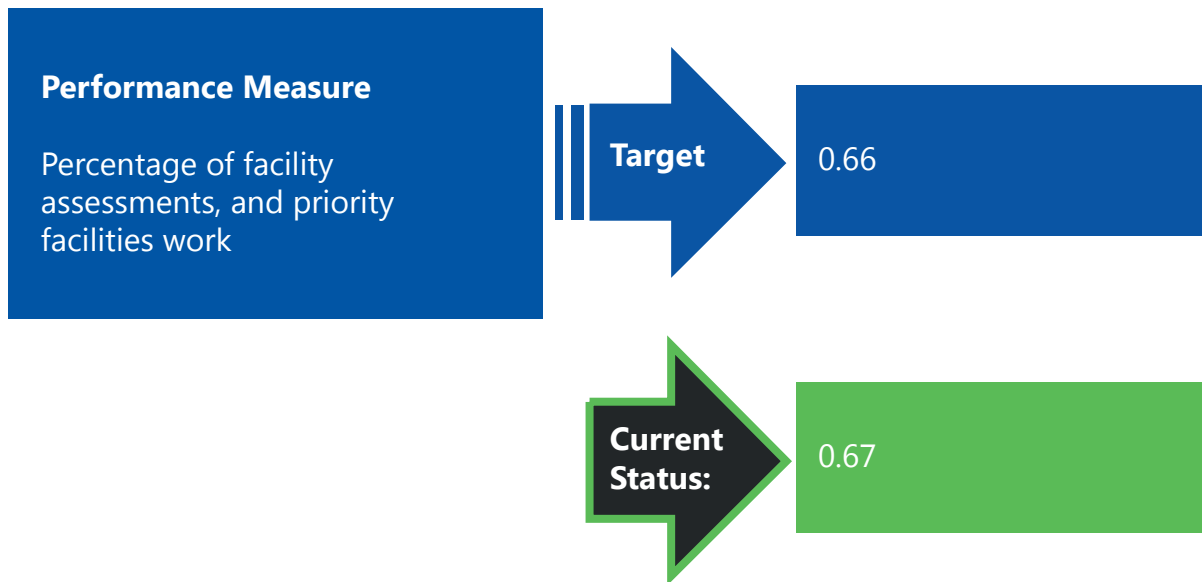 Performance Measure
Percentage of facility
assessments, and priority
facilities work
Target
0.66
Current
Status:
0.67